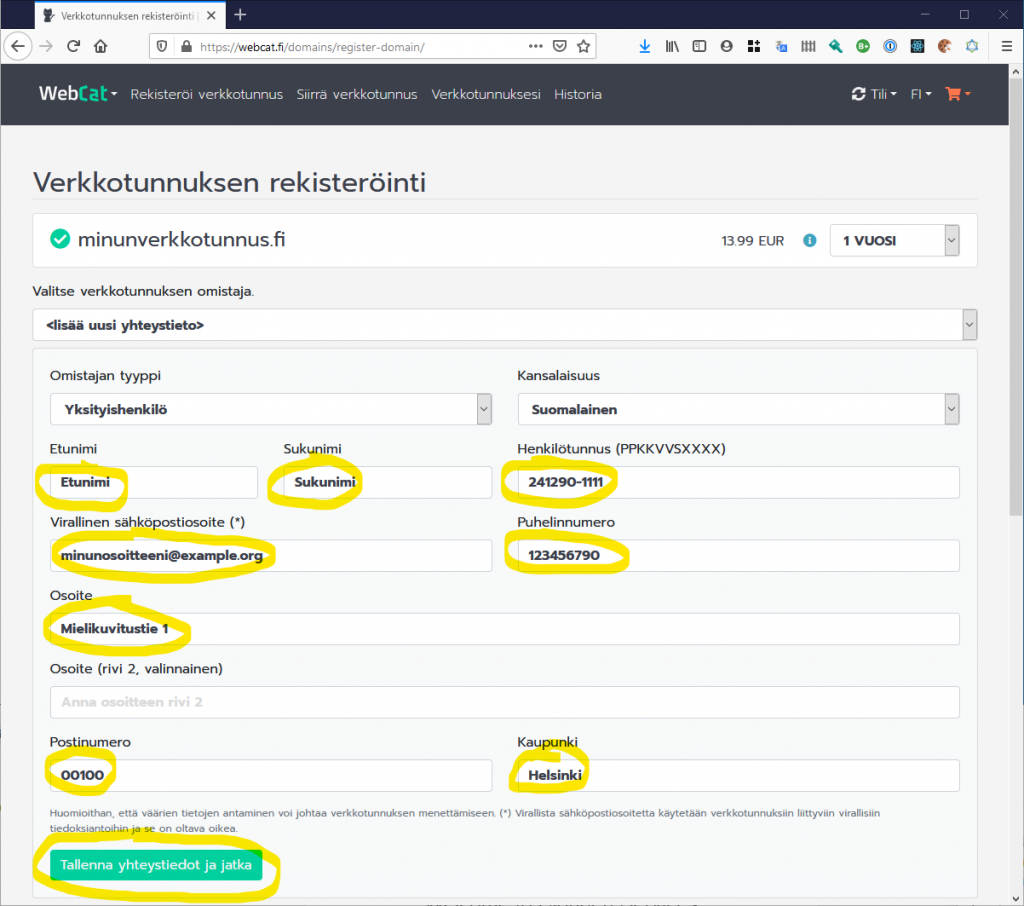 Verkkotunnuksen rekisteröinti |
https://webcat.fi/domains/register-domain/
WebCat Rekisteröi verkkotunnus Siirrä verkkotunnus Verkkotunnuksesi Historia Tili FI
Verkkotunnuksen rekisteröinti
minunverkkotunnus.fi 13.99 EUR 1 VUOSI
Valitse verkkotunnuksen omistaja.
<lisää uusi yhteystieto>
Omistajan tyyppi Kansalaisuus
Yksityishenkilö Suomalainen
Etunimi Sukunimi Henkilötunnus (PPKKVVSXXXX)
Etunimi Sukunimi 241290-1111
Virallinen sähköpostiosoite (*) Puhelinnumero
minunosoitteeni@example.org 123456790
Osoite
Mielikuvitustie 1
Osoite (rivi 2, valinnainen)
Anna osoitteen rivi 2
Postinumero Kaupunki
00100 Helsinki
Huomioithan, että väärien tietojen antaminen voi johtaa verkkotunnuksen menettämiseen. (*) Virallista sähköpostiosoitetta käytetään verkkotunnuksiin liittyviin virallisiin
tiedoksiantoihin ja se on oltava oikea.
Tallenna yhteystiedot ja jatka